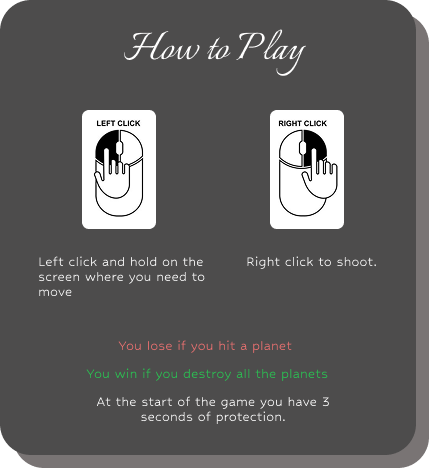 How to Play
LEFT CLICK
RIGHT CLICK
Left click and hold on the
screen where you need to
move
Right click to shoot.
You lose if you hit a planet
You win if you destroy all the planets
At the start of the game you have 3
seconds of protection.